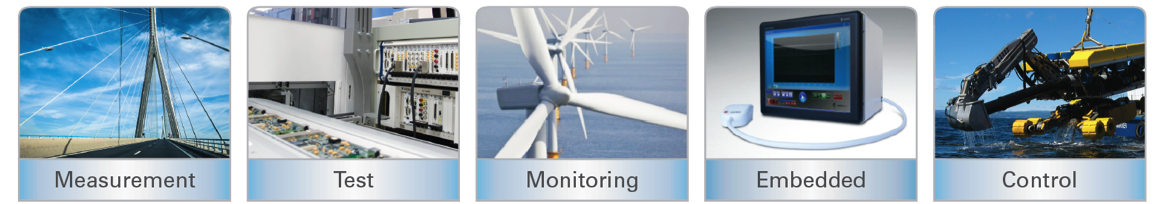 Measurement
Test
Monitoring
Embedded
Control